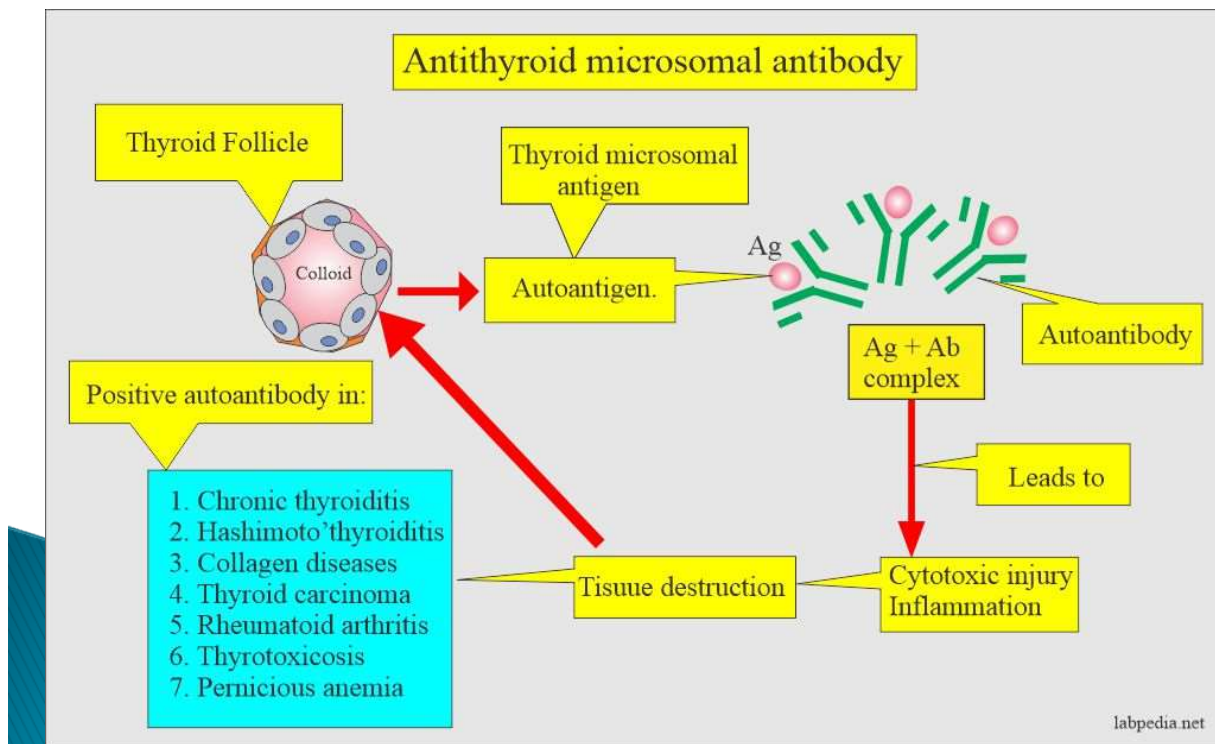 Antithyroid microsomal antibody
Thyroid Follicle
Thyroid microsomal
antigen
Colloid
Ag
Autoantigen.
Autoantibody
Ag + Ab
complex
Positive autoantibody in:
Leads to
1. Chronic thyroiditis
2. Hashimoto'thyroiditis
3. Collagen diseases
4. Thyroid carcinoma
5. Rheumatoid arthritis
6. Thyrotoxicosis
7. Pernicious anemia
Tisuue destruction
Cytotoxic injury
Inflammation
labpedia.net